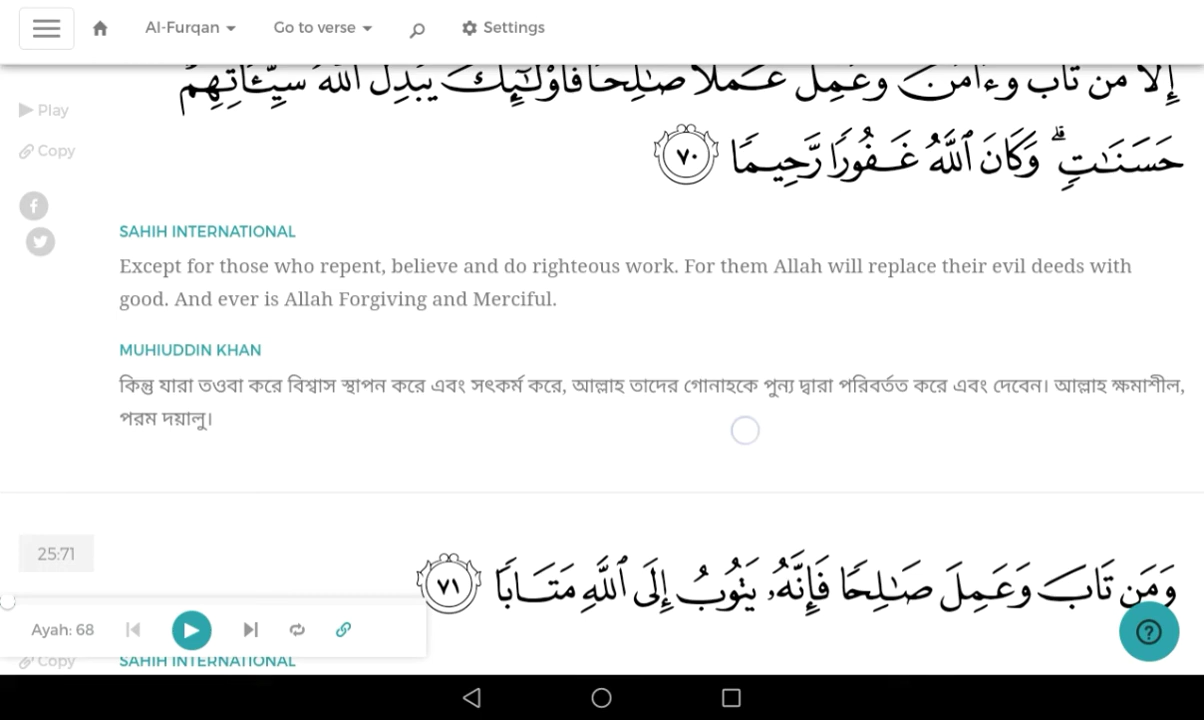 Al-Furqan
Go to verse
Settings
Play
إِلَّا مَن تَابَ وَءَامَنَ وَعَمِلَ عَمَلًا صَـٰلِحًا فَأُو۟لَـٰٓئِكَ يُبَدِّلُ ٱللَّهُ سَيِّـَٔاتِهِمْ
Copy
حَسَنَـٰتٍ ۗ وَكَانَ ٱللَّهُ غَفُورًا رَّحِيمًا ٧٠
SAHIH INTERNATIONAL
Except for those who repent, believe and do righteous work. For them Allah will replace their evil deeds with
good. And ever is Allah Forgiving and Merciful.
MUHIUDDIN KHAN
কিন্তু যারা তওবা করে বিশ্বাস স্থাপন করে এবং সৎকর্ম করে, আল্লাহ তাদের গোনাহকে পুন্য দ্বারা পরিবর্তত করে এবং দেবেন। আল্লাহ ক্ষমাশীল,
পরম দয়ালু।
25:71
وَمَن تَابَ وَعَمِلَ صَـٰلِحًا فَإِنَّهُۥ يَتُوبُ إِلَى ٱللَّهِ مَتَابًا ٧١
Ayah: 68
Copy
SAHIH INTERNATIONAL